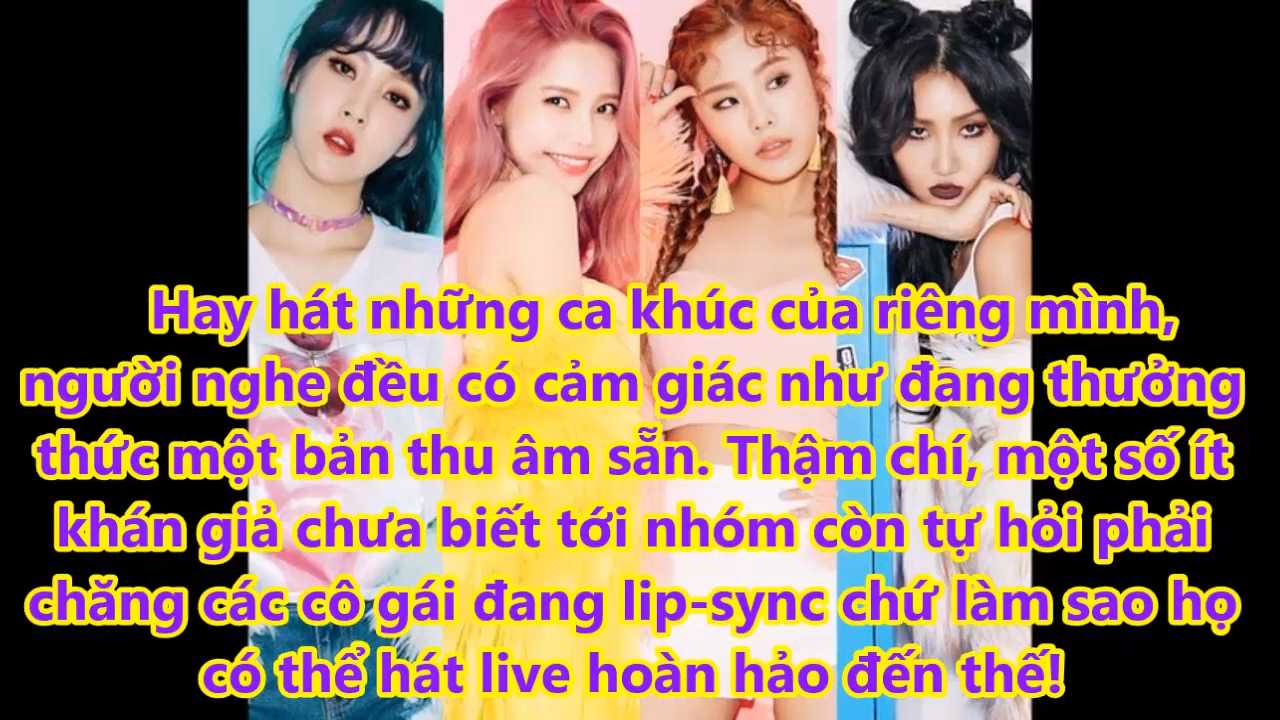 Hay hát những ca khúc của riêng mình,
người nghe đều có cảm giác như đang thưởng
thức một bản thu âm sẵn. Thậm chí, một số ít
khán giả chưa biết tới nhóm còn tự hỏi phải
chăng các cô gái đang lip-sync chứ làm sao họ
có thể hát live hoàn hảo đến thế!